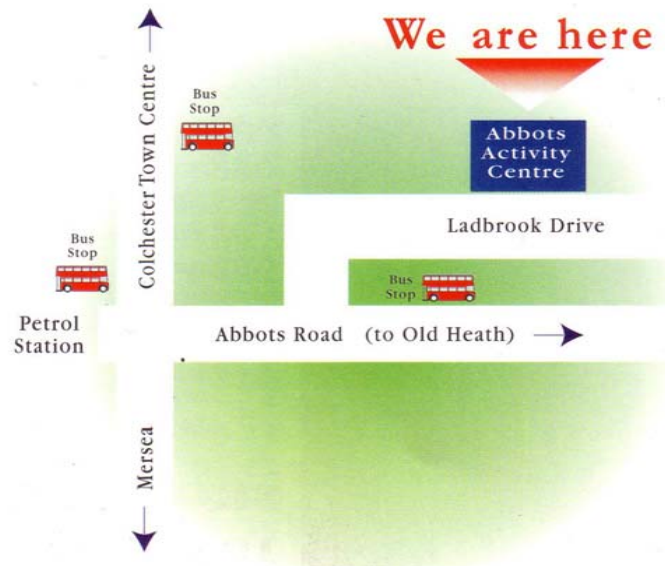 We are here
Bus
Stop
Abbots
Activity
Centre
Colchester Town Centre
Ladbrook Drive
Bus
Stop
Bus
Stop
Petrol
Station
Abbots Road (to Old Heath)
Mersea